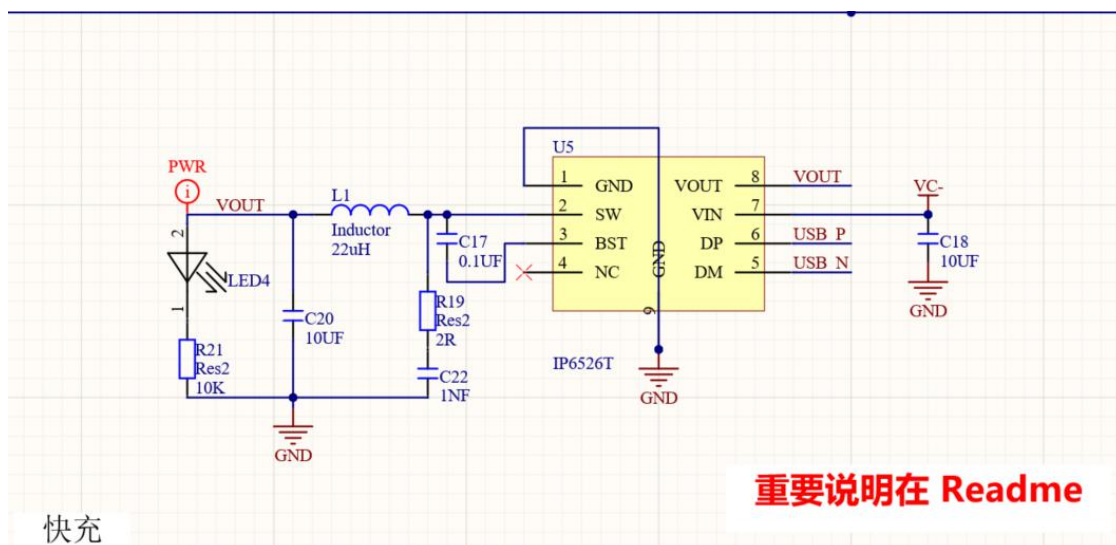 PWR
i
VOUT
2
LED4
1
R21
Res2
10K
C20
10UF
GND
L1
Inductor
22uH
C17
0.1UF
R19
Res2
2R
C22
1NF
U5
1 GND
2 SW
3 BST
4 NC
VOUT 8 VOUT
VIN 7
DP 6 USB P
DM 5 USB N
GND
9
IP6526T
GND
VC-
C18
10UF
GND
重要说明在 Readme
快充